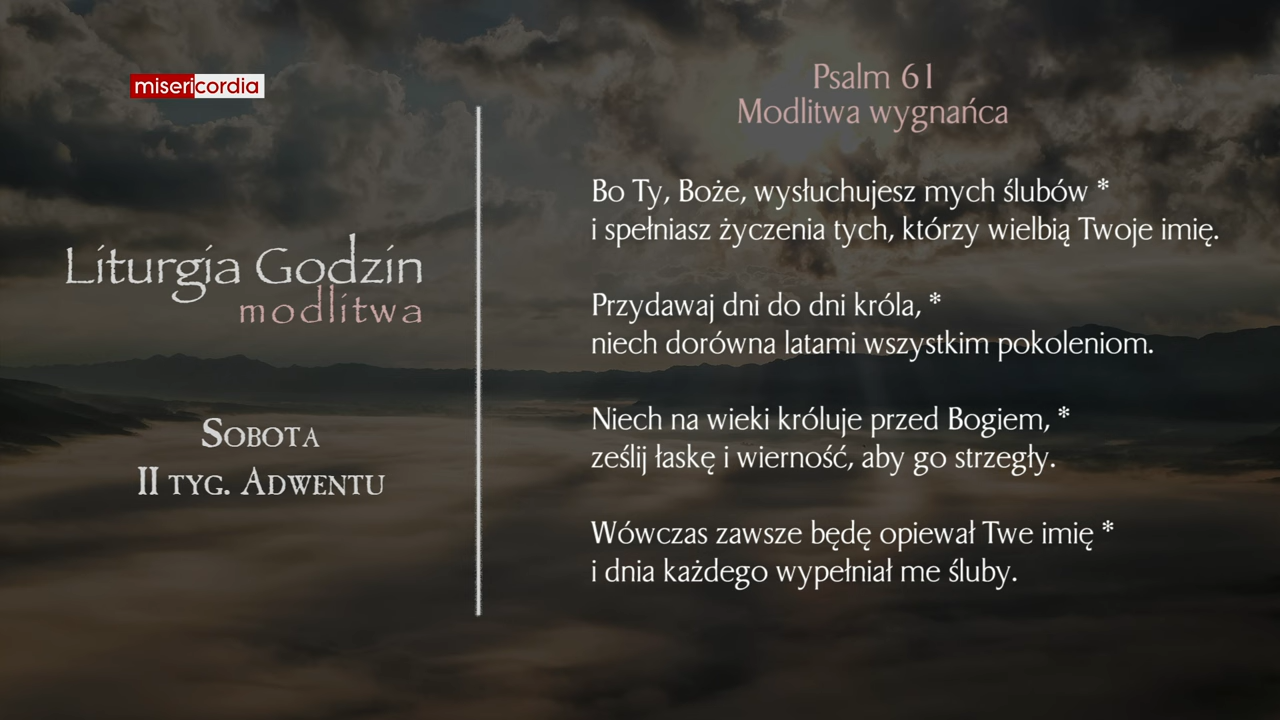 misericordia
Liturgia Godzin
modlitwa
Sobota
II tyg. Adwentu
Psalm 61
Modlitwa wygnańca
Bo Ty, Boże, wysłuchujesz mych ślubów *
i spełniasz życzenia tych, którzy wielbią Twoje imię.
Przydawaj dni do dni króla, *
niech dorówna latami wszystkim pokoleniom.
Niech na wieki króluje przed Bogiem, *
ześlij łaskę i wierność, aby go strzegły.
Wówczas zawsze będę opiewał Twe imię *
i dnia każdego wypełniał me śluby.